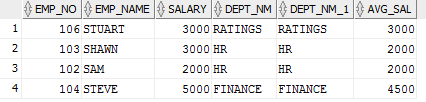 EMP_NO EMP_NAME SALARY DEPT_NM DEPT_NM_1 AVG_SAL
1 106 STUART 3000 RATINGS RATINGS 3000
2 103 SHAWN 3000 HR HR 2000
3 102 SAM 2000 HR HR 2000
4 104 STEVE 5000 FINANCE FINANCE 4500